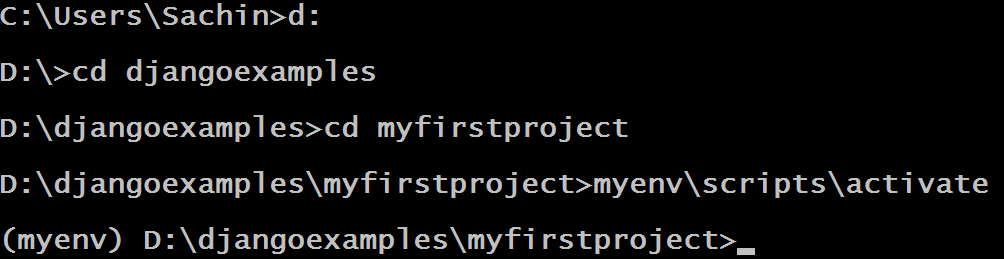 C:\Users\Sachin>d:
D:\>cd djangoexamples
D:\djangoexamples>cd myfirstproject
D:\djangoexamples\myfirstproject>myenv\scripts\activate
(myenv) D:\djangoexamples\myfirstproject>